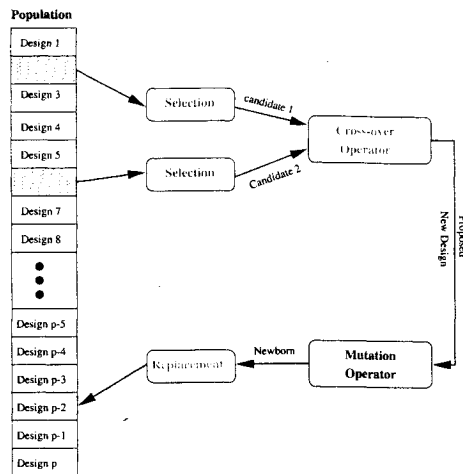 Population
Design 1
Design 3
Design 4
Design 5
Design 7
Design 8
Design p-5
Design p-4
Design p-3
Design p-2
Design p-1
Design p
Selection
candidate 1
Selection
Candidate 2
Cross-over
Operator
Proposed
New Design
Mutation
Operator
Newborn
Replacement